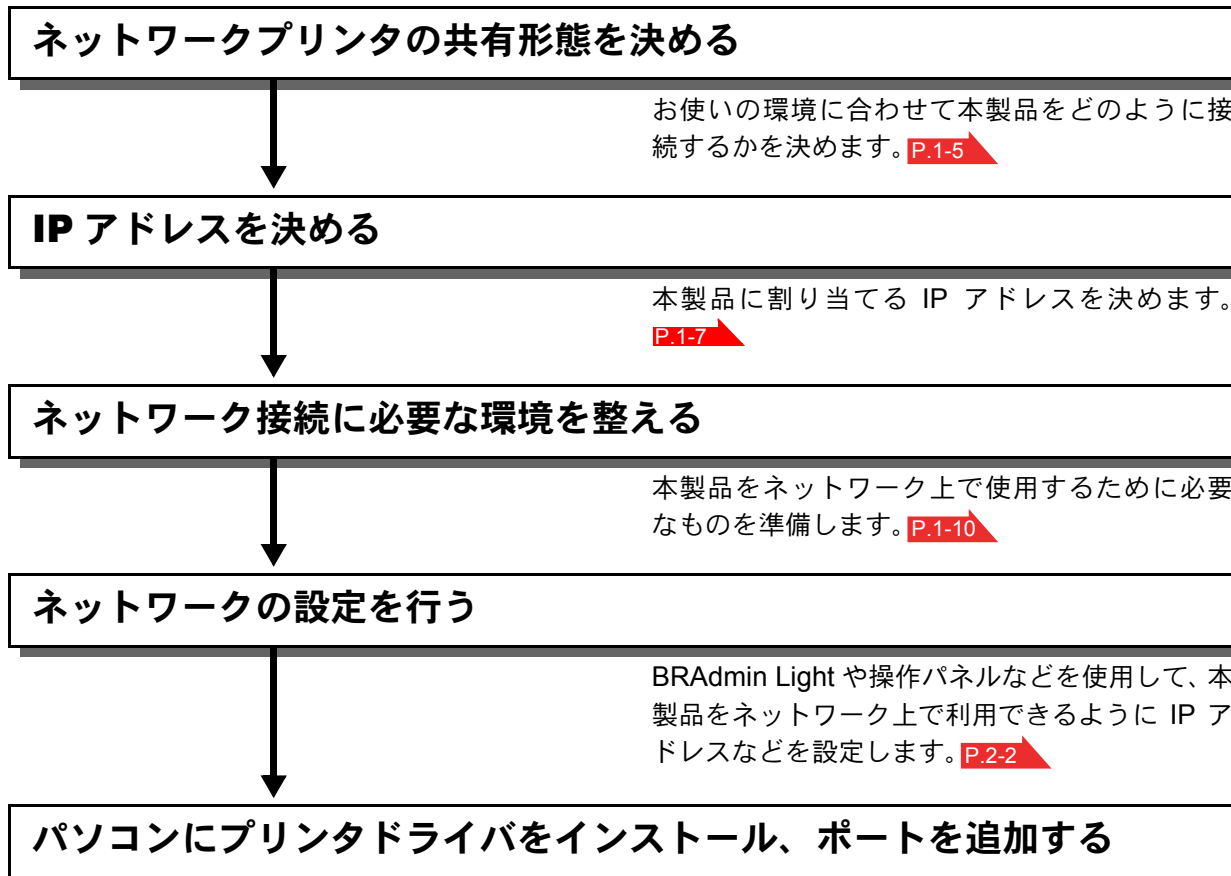 ネットワークプリンタの共有形態を決める
お使いの環境に合わせて本製品をどのように接
続するかを決めます。P.1-5
IP アドレスを決める
本製品に割り当てる IP アドレスを決めます。
P.1-7
ネットワーク接続に必要な環境を整える
本製品をネットワーク上で使用するために必要
なものを準備します。P.1-10
ネットワークの設定を行う
BRAdmin Light や操作パネルなどを使用して、本
製品をネットワーク上で利用できるように IP ア
ドレスなどを設定します。P.2-2
パソコンにプリンタドライバをインストール、ポートを追加する